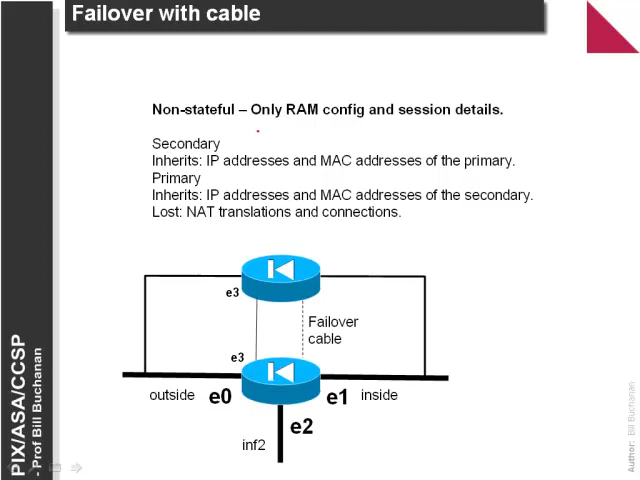 Failover with cable
Non-stateful – Only RAM config and session details.
Secondary
Inherits: IP addresses and MAC addresses of the primary.
Primary
Inherits: IP addresses and MAC addresses of the secondary.
Lost: NAT translations and connections.
e3
Failover
cable
e3
outside
e0
e1
inside
e2
inf2
PIX/ASA/CCSP
- Prof Bill Buchanan
Author: Bill Buchanan